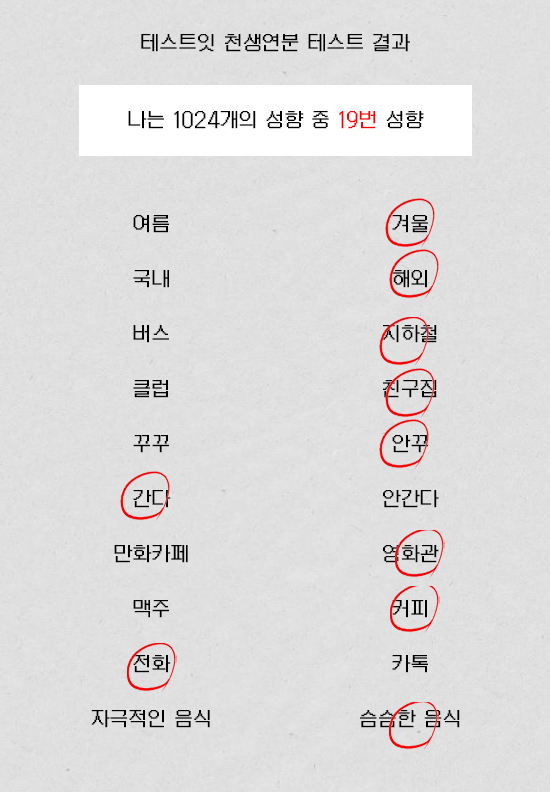 테스트잇 천생연분 테스트 결과
나는 1024개의 성향 중 19번 성향
여름 겨울
국내 해외
버스 지하철
클럽 친구집
꾸꾸 안꾸
간다 안간다
만화카페 영화관
맥주 커피
전화 카톡
자극적인 음식 슴슴한 음식